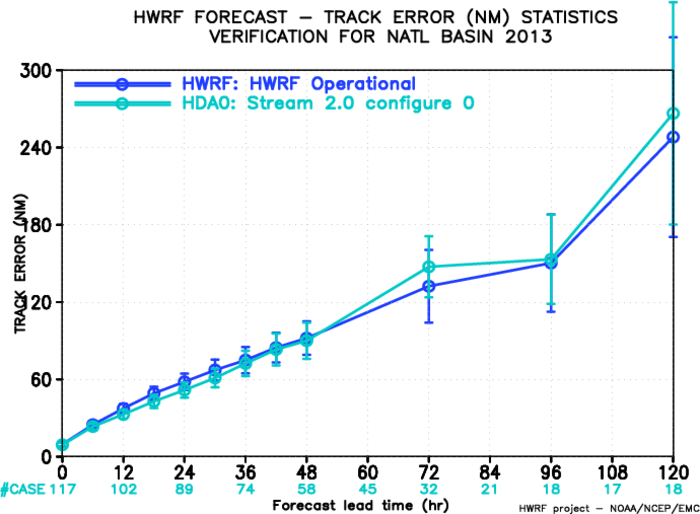 HWRF FORECAST – TRACK ERROR (NM) STATISTICS
VERIFICATION FOR NATL BASIN 2013
HWRF: HWRF Operational
HDA0: Stream 2.0 configure 0
TRACK ERROR (NM)
300
240
180
120
60
0
0 12 24 36 48 60 72 84 96 108 120
#CASE 117 102 89 74 58 45 32 21 18 17 18
Forecast lead time (hr)
HWRF project – NOAA/NCEP/EMC